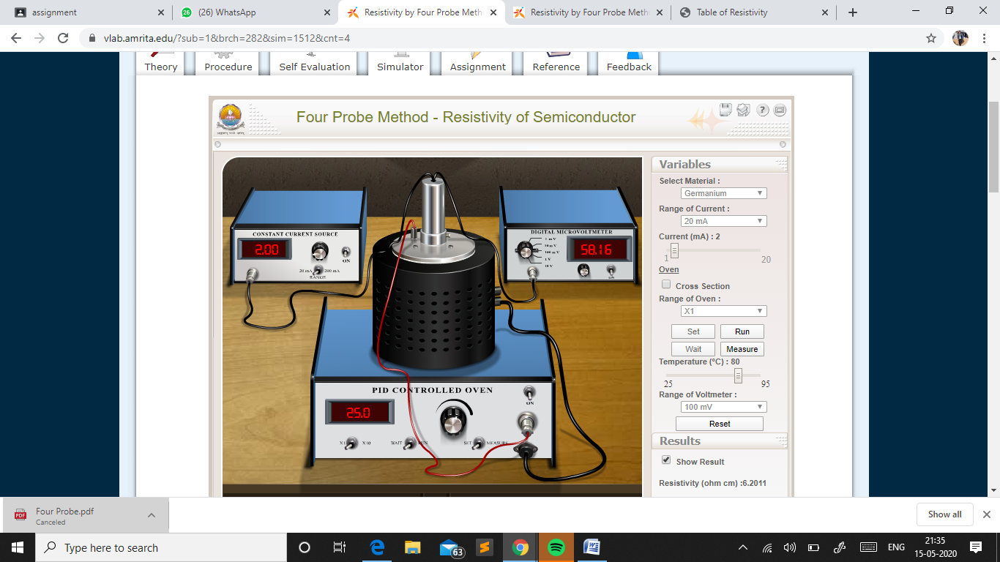 assignment
(26) WhatsApp
Resistivity by Four Probe Meth
Resistivity by Four Probe Meth
Table of Resistivity
vlab.amrita.edu/?sub=1&brch=282&sim=1512&cnt=4
Theory
Procedure
Self Evaluation
Simulator
Assignment
Reference
Feedback
Four Probe Method - Resistivity of Semiconductor
CONSTANT CURRENT SOURCE
2.00
ON
20 mA
200 mA
RANGE
DIGITAL MICROVOLTMETER
1 m V
10 m V
100 m V
1 V
10 V
58.16
ON
PID CONTROLLED OVEN
25.0
ON
X1
X10
WAIT
RUN
SET
MEASURE
Variables
Select Material :
Germanium
Range of Current :
20 mA
Current (mA) : 2
1
20
Oven
Cross Section
Range of Oven :
X1
Set
Run
Wait
Measure
Temperature (°C) : 80
25
95
Range of Voltmeter :
100 mV
Reset
Results
Show Result
Resistivity (ohm cm) :6.2011
PDF
Four Probe.pdf
Canceled
Show all
Type here to search
63
ENG
21:35
15-05-2020